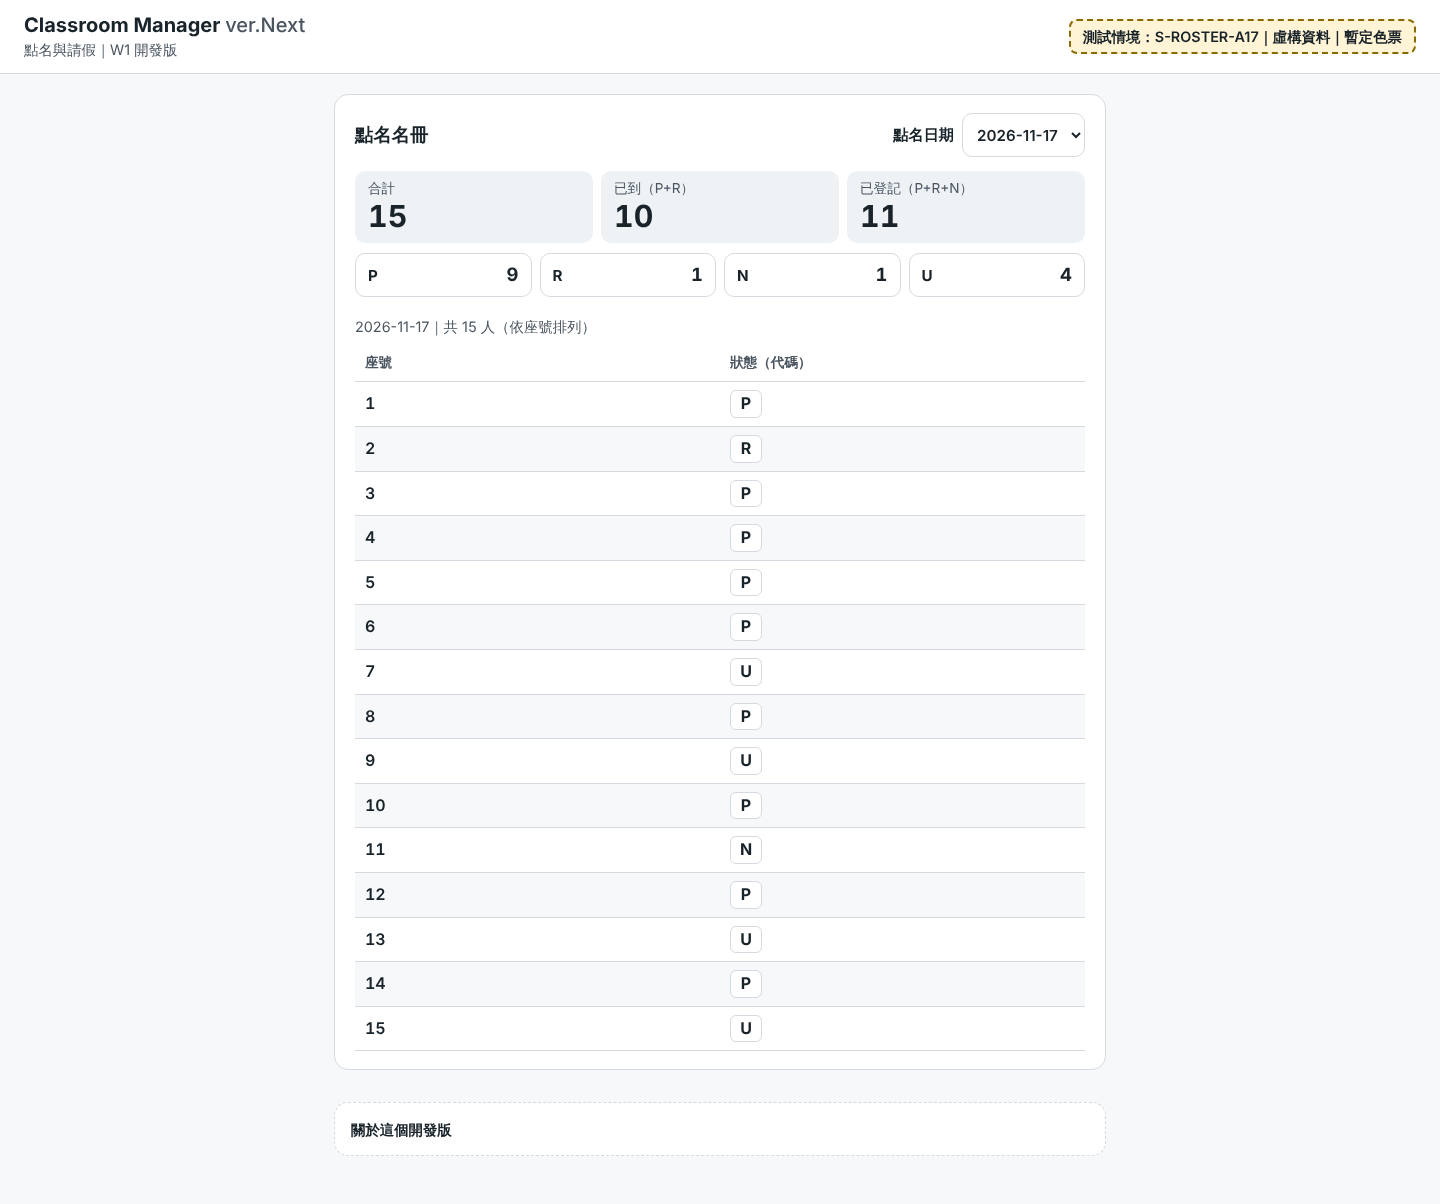 Classroom Manager ver.Next
點名與請假｜W1 開發版
測試情境：S-ROSTER-A17｜虛構資料｜暫定色票
點名名冊
點名日期 2026-11-17
合計 已到（P+R） 已登記（P+R+N）
15 10 11
P 9 R 1 N 1 U 4
2026-11-17｜共 15 人（依座號排列）
座號 狀態（代碼）
1 P
2 R
3 P
4 P
5 P
6 P
7 U
8 P
9 U
10 P
11 N
12 P
13 U
14 P
15 U
關於這個開發版